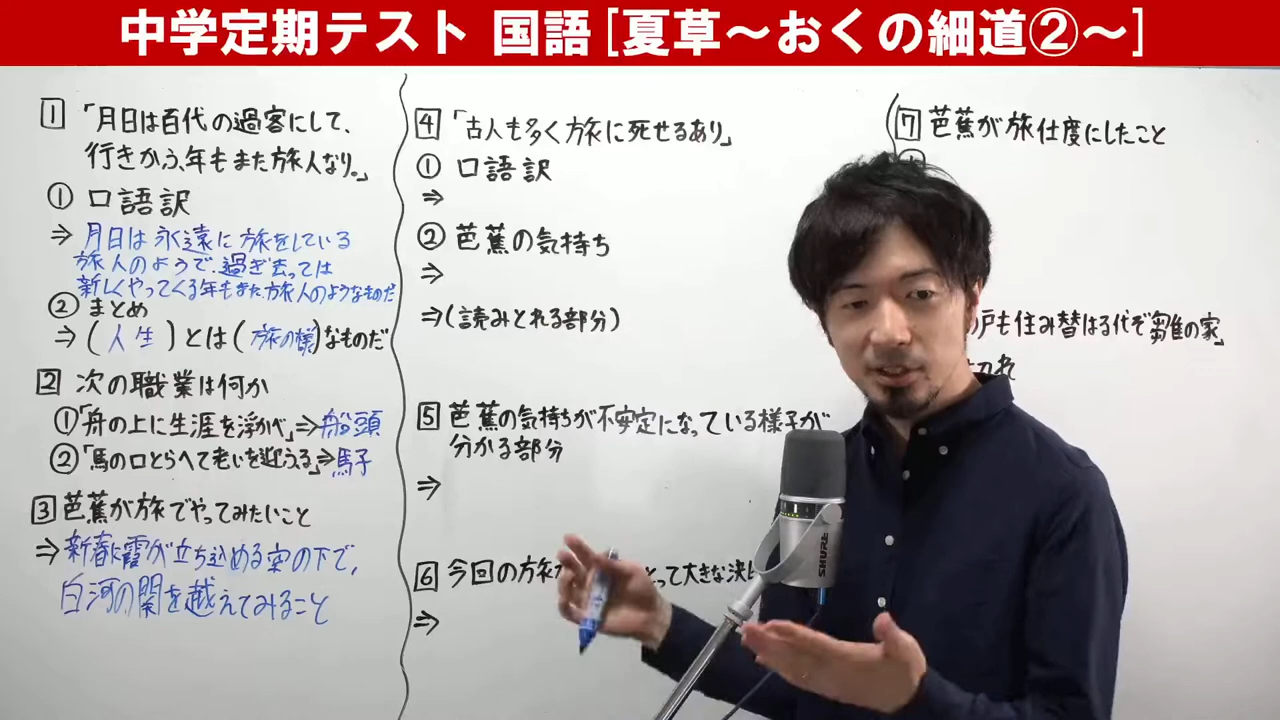 中学定期テスト 国語[夏草〜おくの細道②〜]
1 「月日は百代の過客にして、
行きかふ年もまた旅人なり。」
① 口語訳
⇒ 月日は永遠に旅をしている
旅人のようで、過ぎ去っては
新しくやってくる年もまた、旅人のようなものだ
② まとめ
⇒ (人生)とは(旅の様)なものだ
2 次の職業は何か
①「舟の上に生涯を浮かべ」⇒船頭
②「馬の口とらへて老いを迎うる」⇒馬子
3 芭蕉が旅でやってみたいこと
⇒ 新春に霞が立ち込める空の下で、
白河の関を越えてみること
4 「古人も多く旅に死せるあり」
① 口語訳
⇒
② 芭蕉の気持ち
⇒
⇒(読みとれる部分)
5 芭蕉の気持ちが不安定になっている様子が
分かる部分
⇒
6 今回の旅が とって大きな決
⇒
7 芭蕉が旅仕度にしたこと
戸も住み替はる代ぞ雛の家」
SHURE